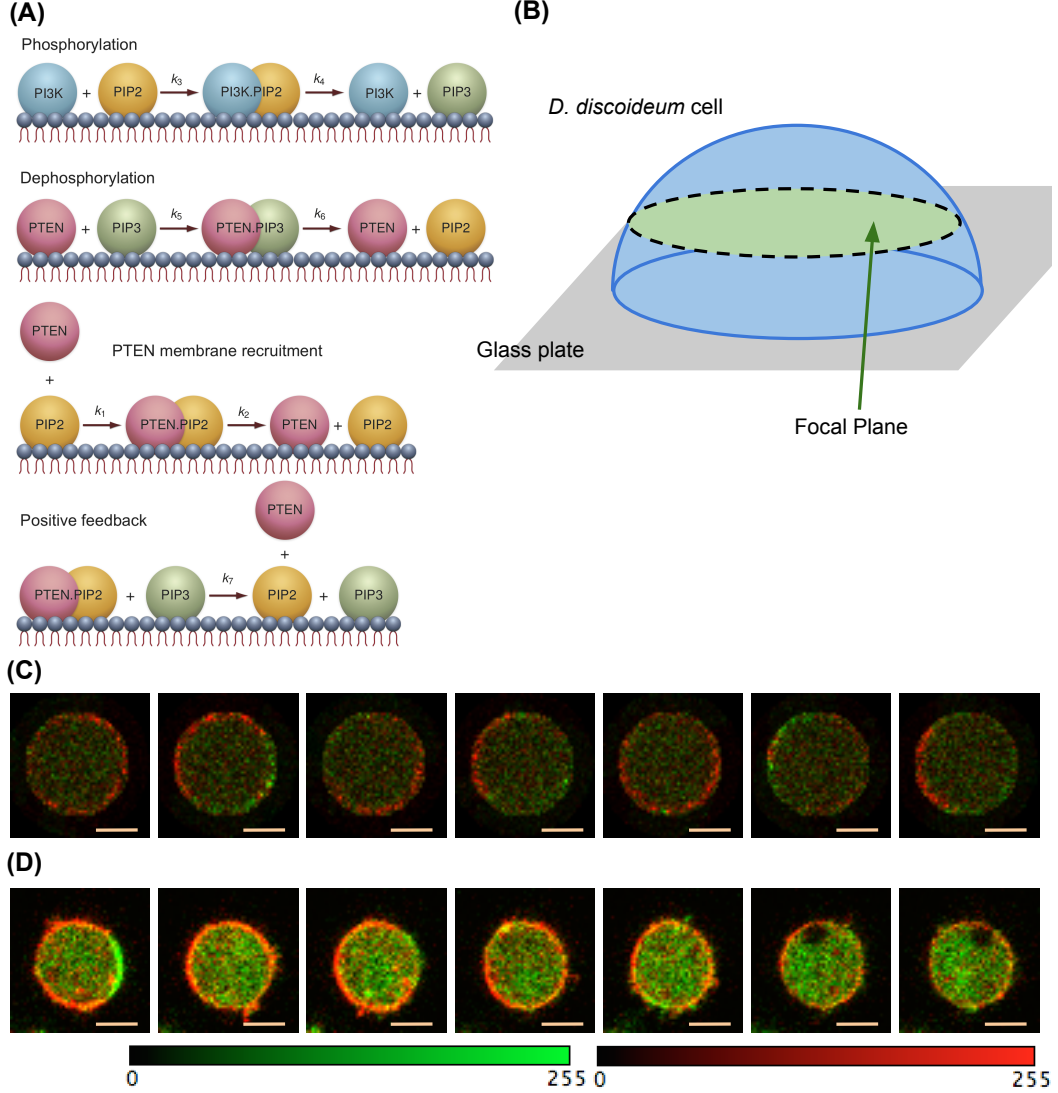 (A)
Phosphorylation
PI3K + PIP2 k3 PI3K.PIP2 k4 PI3K + PIP3
Dephosphorylation
PTEN + PIP3 k5 PTEN.PIP3 k6 PTEN + PIP2
PTEN
PTEN membrane recruitment
+
PIP2 k1 PTEN.PIP2 k2 PTEN + PIP2
Positive feedback
PTEN
+
PTEN.PIP2 + PIP3 k7 PIP2 + PIP3
(B)
D. discoideum cell
Glass plate
Focal Plane
(C)
(D)
0 255 0 255